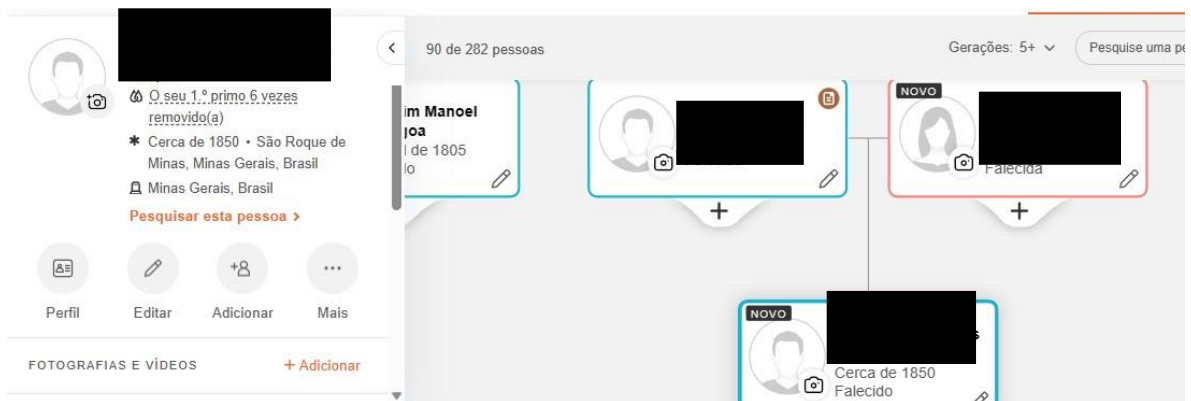 O seu 1.º primo 6 vezes
removido(a)
Cerca de 1850 • São Roque de
Minas, Minas Gerais, Brasil
Minas Gerais, Brasil
Pesquisar esta pessoa >
Perfil
Editar
Adicionar
Mais
FOTOGRAFIAS E VÍDEOS
+ Adicionar
90 de 282 pessoas
Gerações: 5+
Pesquise uma pe
im Manoel
goa
l de 1805
do
NOVO
Falecida
NOVO
s
Cerca de 1850
Falecido